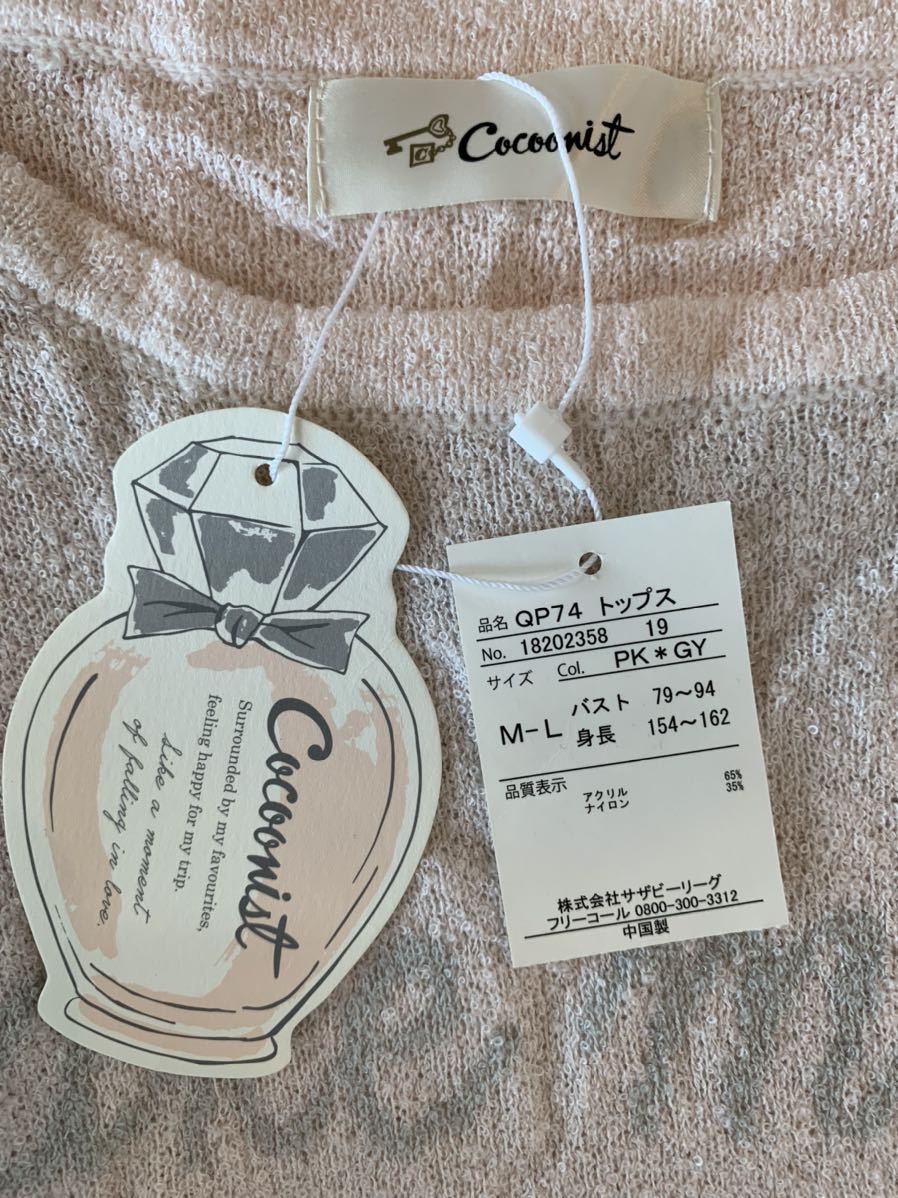 Cocoonist
Cocoonist
Surrounded by my favourites,
feeling happy for my trip.
Like a moment
of falling in love.
品名 QP74 トップス
No. 18202358 19
サイズ Col. PK*GY
M-L バスト 79~94
身長 154~162
品質表示 アクリル 65%
ナイロン 35%
株式会社サザビーリーグ
フリーコール 0800-300-3312
中国製